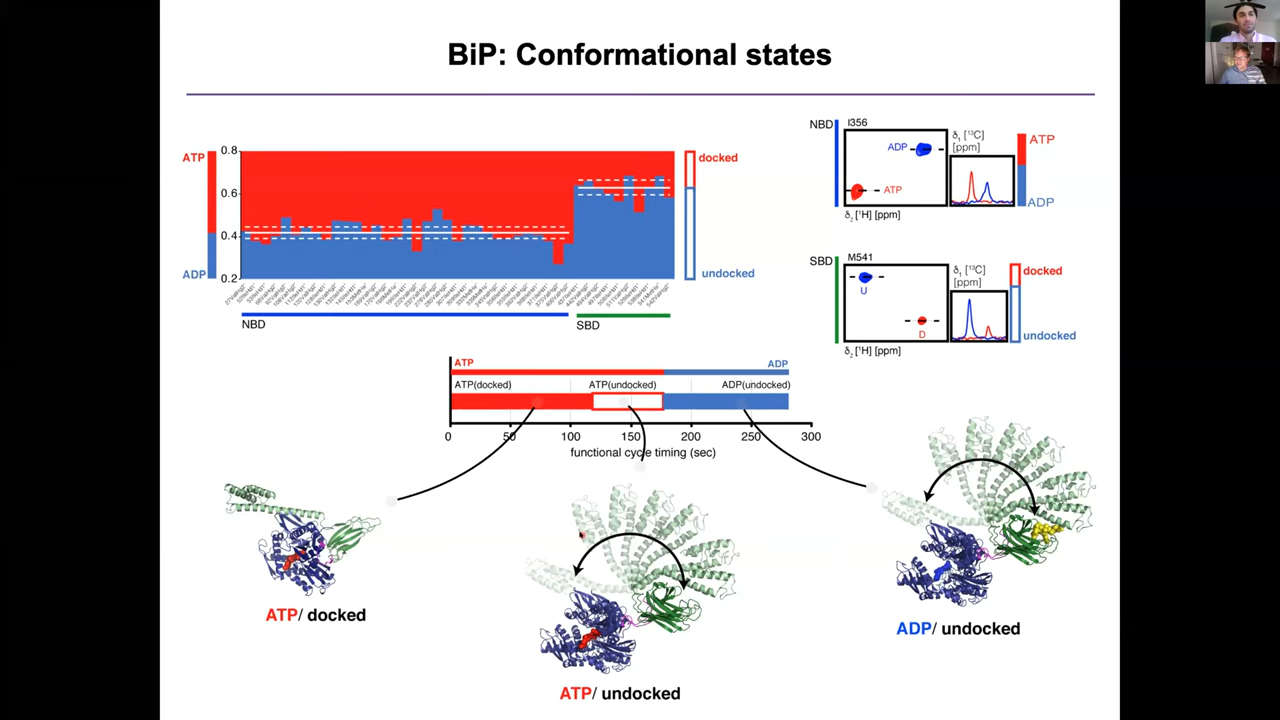 BiP: Conformational states
ATP
ADP
0.8
0.6
0.4
0.2
docked
undocked
NBD
SBD
NBD
I356
ADP
ATP
δ₁ [¹³C]
[ppm]
δ₂ [¹H] [ppm]
ATP
ADP
SBD
M541
U
D
δ₁ [¹³C]
[ppm]
δ₂ [¹H] [ppm]
docked
undocked
ATP ADP
ATP(docked) ATP(undocked) ADP(undocked)
0 50 100 150 200 250 300
functional cycle timing (sec)
ATP/ docked
ATP/ undocked
ADP/ undocked